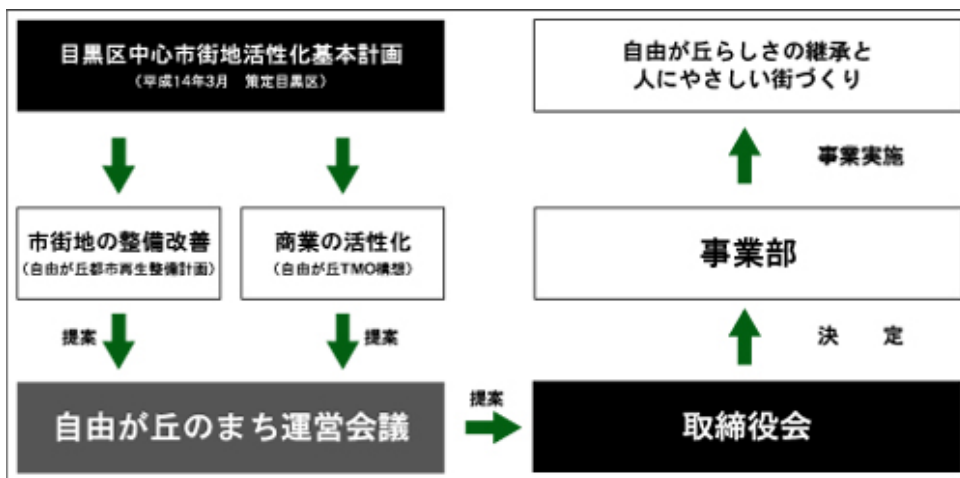 目黒区中心市街地活性化基本計画
（平成14年3月　策定目黒区）
市街地の整備改善
（自由が丘都市再生整備計画）
商業の活性化
（自由が丘TMO構想）
提案
提案
自由が丘のまち運営会議
提案
取締役会
決　定
事業部
事業実施
自由が丘らしさの継承と
人にやさしい街づくり